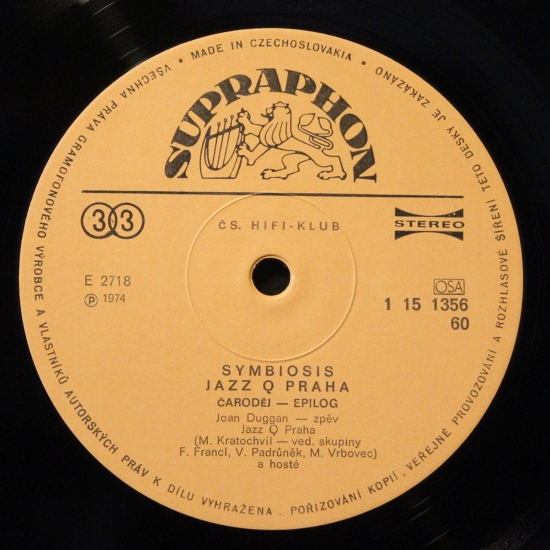 VŠECHNA PRÁVA GRAMOFONOVÉHO VÝROBCE A VLASTNÍKŮ AUTORSKÝCH PRÁV K DÍLU VYHRAŽENA. POŘIZOVÁNÍ KOPIÍ, VEŘEJNÉ PROVOZOVÁNÍ A ROZHLASOVÉ ŠÍŘENÍ TÉTO DESKY JE ZAKÁZÁNO
• MADE IN CZECHOSLOVAKIA •
SUPRAPHON
33
ČS. HIFI-KLUB
STEREO
E 2718
Ⓟ 1974
OSA
1 15 1356
60
SYMBIOSIS
JAZZ Q PRAHA
ČARODĚJ — EPILOG
Joan Duggan — zpěv
Jazz Q Praha
(M. Kratochvíl — ved. skupiny
F. Francl, V. Padrůněk, M. Vrbovec)
a hosté